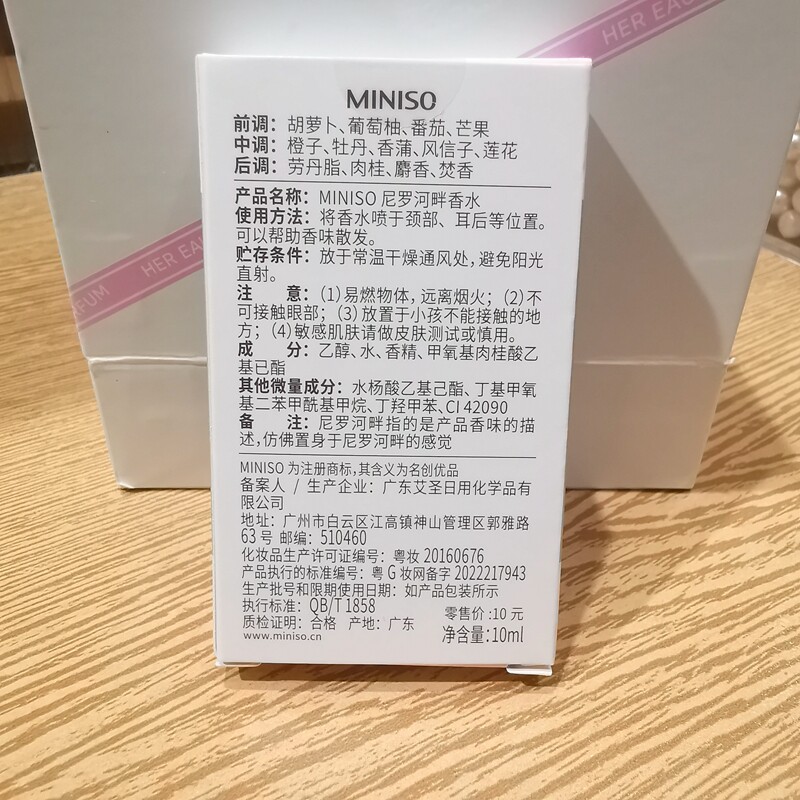 HER EAU
MINISO
前调：胡萝卜、葡萄柚、番茄、芒果
中调：橙子、牡丹、香蒲、风信子、莲花
后调：劳丹脂、肉桂、麝香、焚香
产品名称：MINISO 尼罗河畔香水
使用方法：将香水喷于颈部、耳后等位置。
可以帮助香味散发。
贮存条件：放于常温干燥通风处，避免阳光
直射。
注 意：（1）易燃物体，远离烟火；（2）不
可接触眼部；（3）放置于小孩不能接触的地
方；（4）敏感肌肤请做皮肤测试或慎用。
成 分：乙醇、水、香精、甲氧基肉桂酸乙
基已酯
其他微量成分：水杨酸乙基己酯、丁基甲氧
基二苯甲酰基甲烷、丁羟甲苯、CI 42090
备 注：尼罗河畔指的是产品香味的描
述，仿佛置身于尼罗河畔的感觉
MINISO 为注册商标，其含义为名创优品
备案人 / 生产企业：广东艾圣日用化学品有
限公司
地址：广州市白云区江高镇神山管理区郭雅路
63 号 邮编：510460
化妆品生产许可证编号：粤妆 20160676
产品执行的标准编号：粤 G 妆网备字 2022217943
生产批号和限期使用日期：如产品包装所示
执行标准：QB/T 1858
零售价：10 元
质检证明：合格 产地：广东
净含量：10ml
www.miniso.cn
HER EAU
FUM